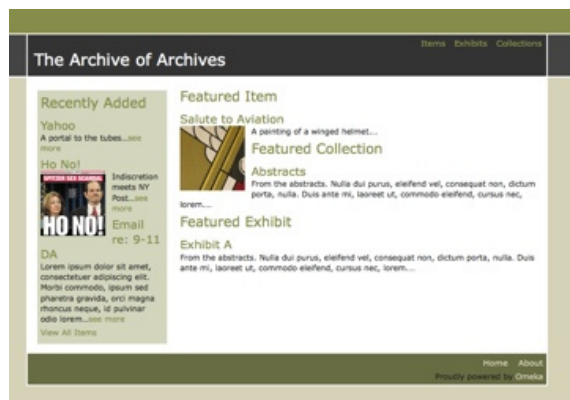 Items Exhibits Collections
The Archive of Archives
Recently Added
Yahoo
A portal to the tubes...see
more
Ho No!
SPITZER SEX SCANDAL
HO NO!
Indiscretion
meets NY
Post...see
more
Email
re: 9-11
DA
Lorem ipsum dolor sit amet,
consectetuer adipiscing elit.
Morbi commodo, ipsum sed
pharetra gravida, orci magna
rhoncus neque, id pulvinar
odio lorem...see more
View All Items
Featured Item
Salute to Aviation
A painting of a winged helmet...
Featured Collection
Abstracts
From the abstracts. Nulla dui purus, eleifend vel, consequat non, dictum
porta, nulla. Duis ante mi, laoreet ut, commodo eleifend, cursus nec,
lorem....
Featured Exhibit
Exhibit A
From the abstracts. Nulla dui purus, eleifend vel, consequat non, dictum porta, nulla. Duis
ante mi, laoreet ut, commodo eleifend, cursus nec, lorem....
Home About
Proudly powered by Omeka